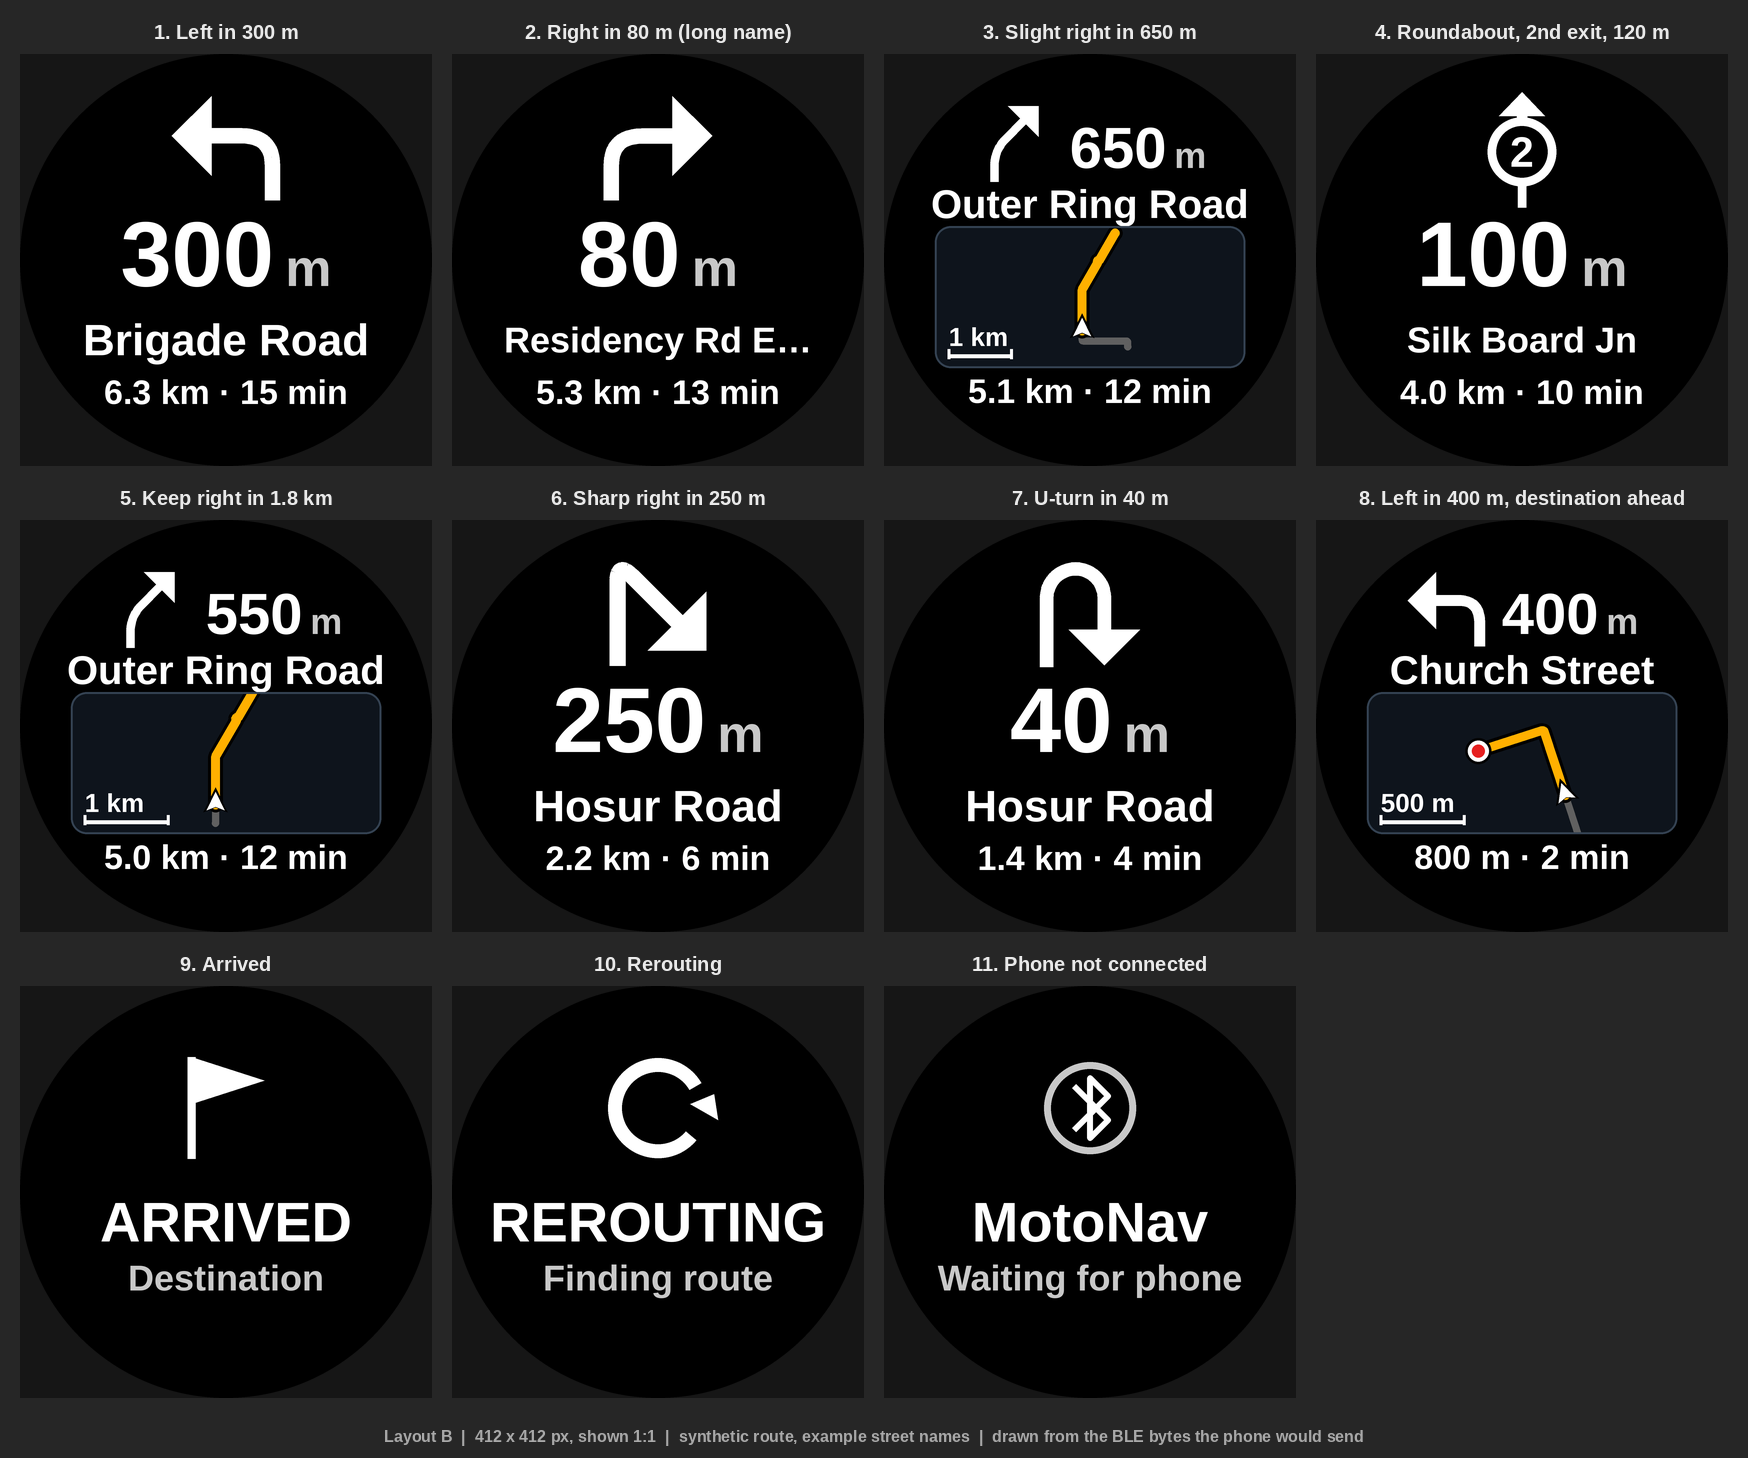 1. Left in 300 m
300 m
Brigade Road
6.3 km · 15 min
2. Right in 80 m (long name)
80 m
Residency Rd E...
5.3 km · 13 min
3. Slight right in 650 m
650 m
Outer Ring Road
1 km
5.1 km · 12 min
4. Roundabout, 2nd exit, 120 m
2
100 m
Silk Board Jn
4.0 km · 10 min
5. Keep right in 1.8 km
550 m
Outer Ring Road
1 km
5.0 km · 12 min
6. Sharp right in 250 m
250 m
Hosur Road
2.2 km · 6 min
7. U-turn in 40 m
40 m
Hosur Road
1.4 km · 4 min
8. Left in 400 m, destination ahead
400 m
Church Street
500 m
800 m · 2 min
9. Arrived
ARRIVED
Destination
10. Rerouting
REROUTING
Finding route
11. Phone not connected
MotoNav
Waiting for phone
Layout B | 412 x 412 px, shown 1:1 | synthetic route, example street names | drawn from the BLE bytes the phone would send